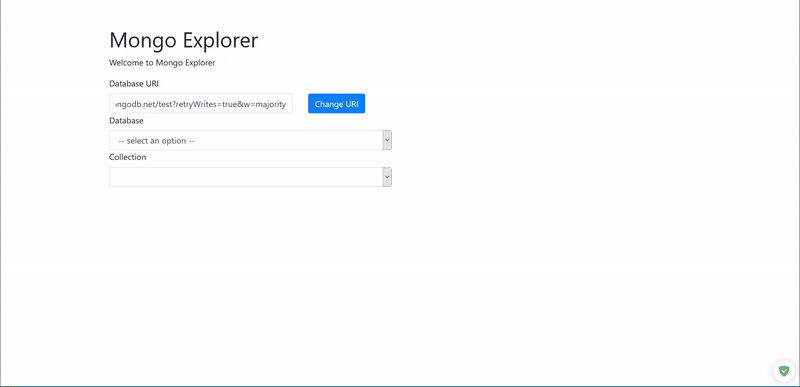 Mongo Explorer
Welcome to Mongo Explorer
Database URI
ngodb.net/test?retryWrites=true&w=majority
Change URI
Database
-- select an option --
Collection